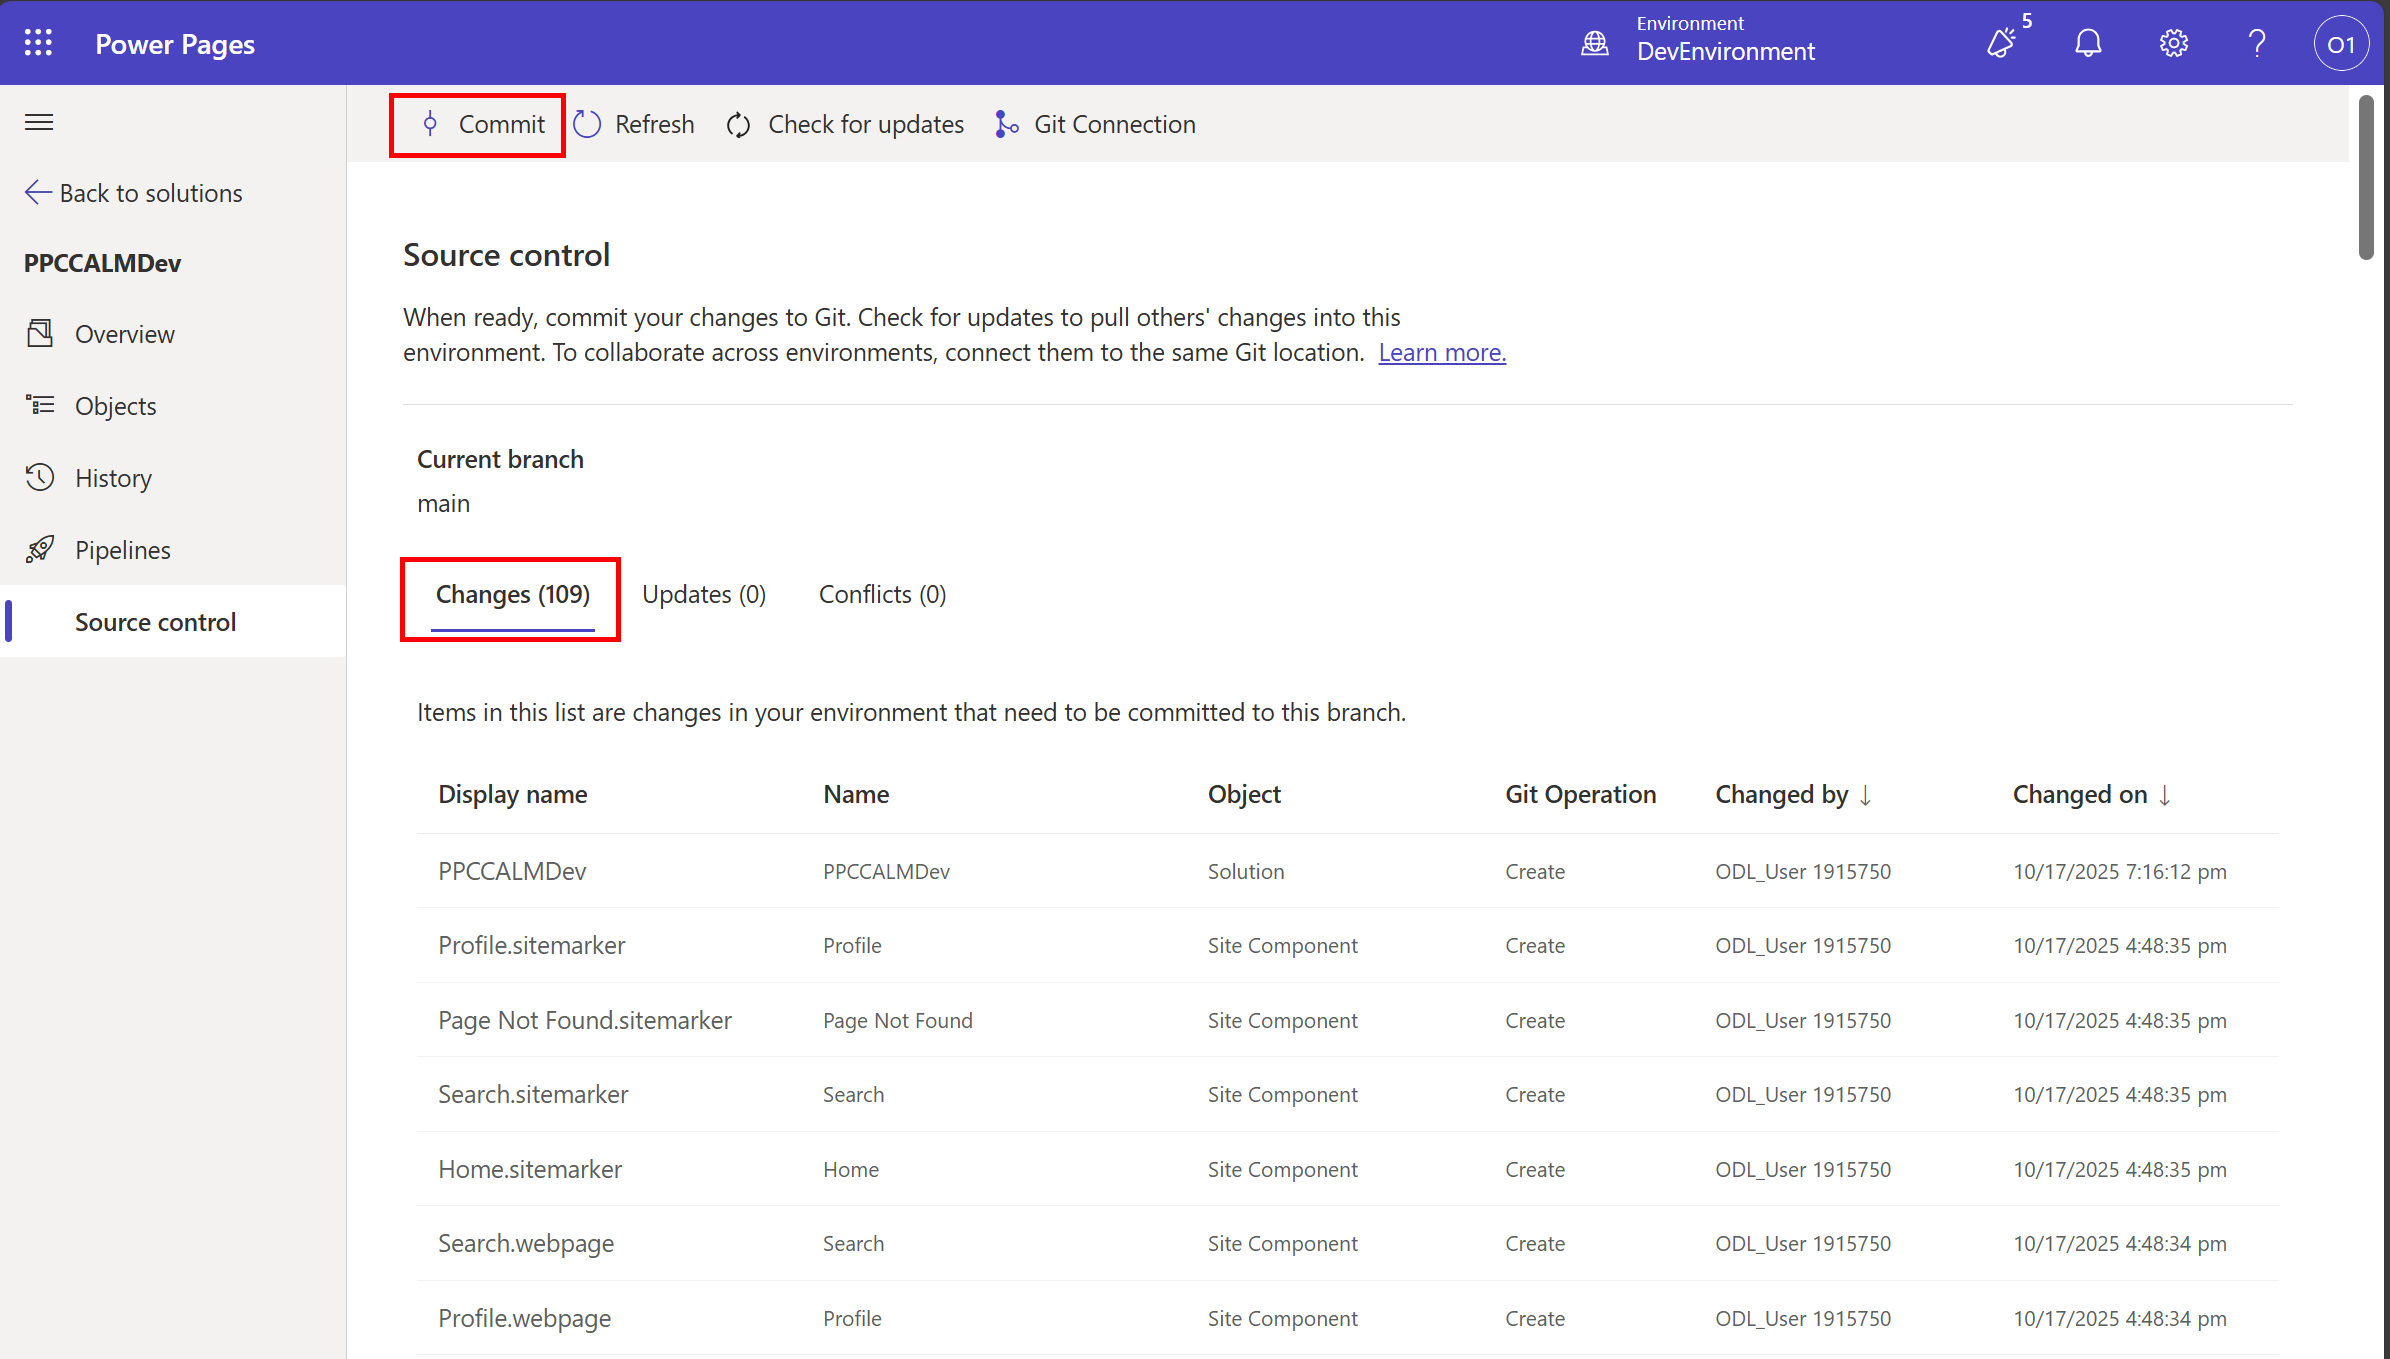 Power Pages
Environment
DevEnvironment
5
O1
Commit
Refresh
Check for updates
Git Connection
Back to solutions
PPCCALMDev
Overview
Objects
History
Pipelines
Source control
Source control
When ready, commit your changes to Git. Check for updates to pull others' changes into this
environment. To collaborate across environments, connect them to the same Git location. Learn more.
Current branch
main
Changes (109)
Updates (0)
Conflicts (0)
Items in this list are changes in your environment that need to be committed to this branch.
Display name Name Object Git Operation Changed by ↓ Changed on ↓
PPCCALMDev PPCCALMDev Solution Create ODL_User 1915750 10/17/2025 7:16:12 pm
Profile.sitemarker Profile Site Component Create ODL_User 1915750 10/17/2025 4:48:35 pm
Page Not Found.sitemarker Page Not Found Site Component Create ODL_User 1915750 10/17/2025 4:48:35 pm
Search.sitemarker Search Site Component Create ODL_User 1915750 10/17/2025 4:48:35 pm
Home.sitemarker Home Site Component Create ODL_User 1915750 10/17/2025 4:48:35 pm
Search.webpage Search Site Component Create ODL_User 1915750 10/17/2025 4:48:34 pm
Profile.webpage Profile Site Component Create ODL_User 1915750 10/17/2025 4:48:34 pm